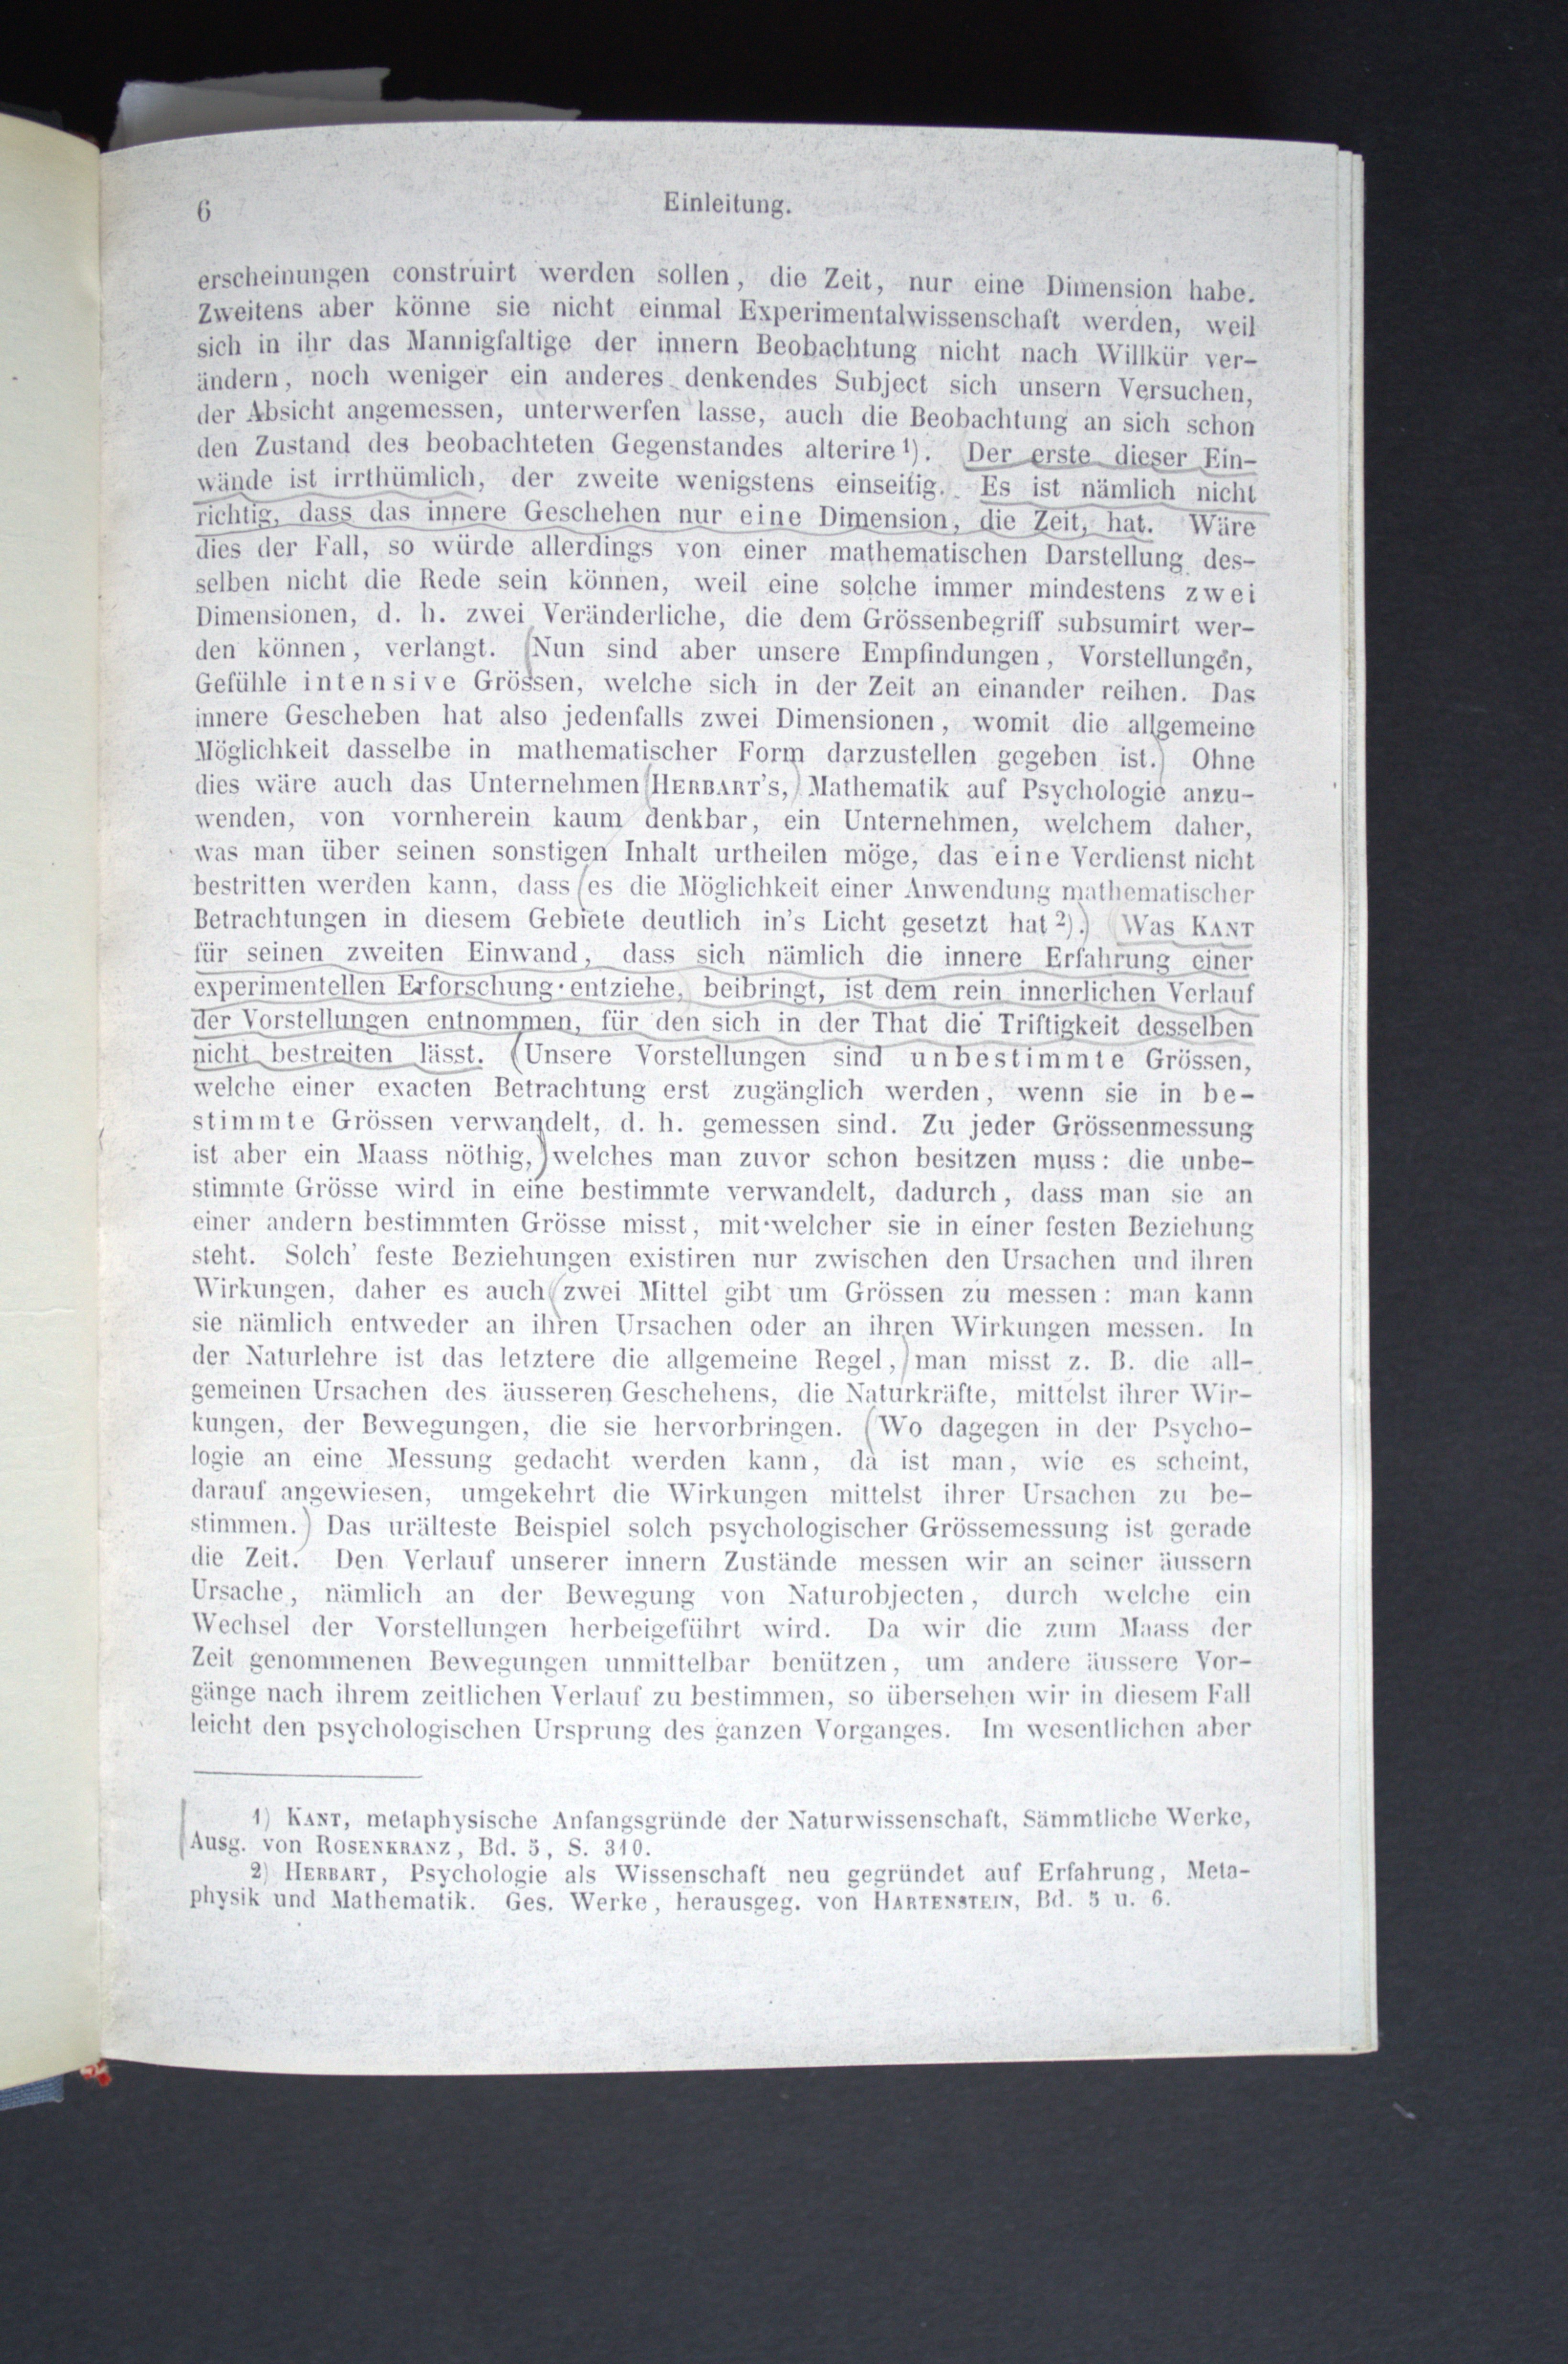 6 Einleitung.
erscheinungen construirt werden sollen, die Zeit, nur eine Dimension habe.
Zweitens aber könne sie nicht einmal Experimentalwissenschaft werden, weil
sich in ihr das Mannigfaltige der innern Beobachtung nicht nach Willkür ver-
ändern, noch weniger ein anderes denkendes Subject sich unsern Versuchen,
der Absicht angemessen, unterwerfen lasse, auch die Beobachtung an sich schon
den Zustand des beobachteten Gegenstandes alterire 1). Der erste dieser Ein-
wände ist irrthümlich, der zweite wenigstens einseitig. Es ist nämlich nicht
richtig, dass das innere Geschehen nur eine Dimension, die Zeit, hat. Wäre
dies der Fall, so würde allerdings von einer mathematischen Darstellung des-
selben nicht die Rede sein können, weil eine solche immer mindestens zwei
Dimensionen, d. h. zwei Veränderliche, die dem Grössenbegriff subsumirt wer-
den können, verlangt. (Nun sind aber unsere Empfindungen, Vorstellungen,
Gefühle intensive Grössen, welche sich in der Zeit an einander reihen. Das
innere Gescheben hat also jedenfalls zwei Dimensionen, womit die allgemeine
Möglichkeit dasselbe in mathematischer Form darzustellen gegeben ist.) Ohne
dies wäre auch das Unternehmen (HERBART'S,) Mathematik auf Psychologie anzu-
wenden, von vornherein kaum denkbar, ein Unternehmen, welchem daher,
was man über seinen sonstigen Inhalt urtheilen möge, das eine Verdienst nicht
bestritten werden kann, dass (es die Möglichkeit einer Anwendung mathematischer
Betrachtungen in diesem Gebiete deutlich in's Licht gesetzt hat 2).) (Was KANT
für seinen zweiten Einwand, dass sich nämlich die innere Erfahrung einer
experimentellen Erforschung entziehe, beibringt, ist dem rein innerlichen Verlauf
der Vorstellungen entnommen, für den sich in der That die Triftigkeit desselben
nicht bestreiten lässt. (Unsere Vorstellungen sind unbestimmte Grössen,
welche einer exacten Betrachtung erst zugänglich werden, wenn sie in be-
stimmte Grössen verwandelt, d. h. gemessen sind. Zu jeder Grössenmessung
ist aber ein Maass nöthig,) welches man zuvor schon besitzen muss: die unbe-
stimmte Grösse wird in eine bestimmte verwandelt, dadurch, dass man sie an
einer andern bestimmten Grösse misst, mit welcher sie in einer festen Beziehung
steht. Solch' feste Beziehungen existiren nur zwischen den Ursachen und ihren
Wirkungen, daher es auch (zwei Mittel gibt um Grössen zu messen: man kann
sie nämlich entweder an ihren Ursachen oder an ihren Wirkungen messen. In
der Naturlehre ist das letztere die allgemeine Regel,) man misst z. B. die all-
gemeinen Ursachen des äusseren Geschehens, die Naturkräfte, mittelst ihrer Wir-
kungen, der Bewegungen, die sie hervorbringen. (Wo dagegen in der Psycho-
logie an eine Messung gedacht werden kann, da ist man, wie es scheint,
darauf angewiesen, umgekehrt die Wirkungen mittelst ihrer Ursachen zu be-
stimmen.) Das urälteste Beispiel solch psychologischer Grössemessung ist gerade
die Zeit. Den Verlauf unserer innern Zustände messen wir an seiner äussern
Ursache, nämlich an der Bewegung von Naturobjecten, durch welche ein
Wechsel der Vorstellungen herbeigeführt wird. Da wir die zum Maass der
Zeit genommenen Bewegungen unmittelbar benützen, um andere äussere Vor-
gänge nach ihrem zeitlichen Verlauf zu bestimmen, so übersehen wir in diesem Fall
leicht den psychologischen Ursprung des ganzen Vorganges. Im wesentlichen aber
1) KANT, metaphysische Anfangsgründe der Naturwissenschaft, Sämmtliche Werke,
Ausg. von ROSENKRANZ, Bd. 5, S. 310.
2) HERBART, Psychologie als Wissenschaft neu gegründet auf Erfahrung, Meta-
physik und Mathematik. Ges. Werke, herausgeg. von HARTENSTEIN, Bd. 5 u. 6.